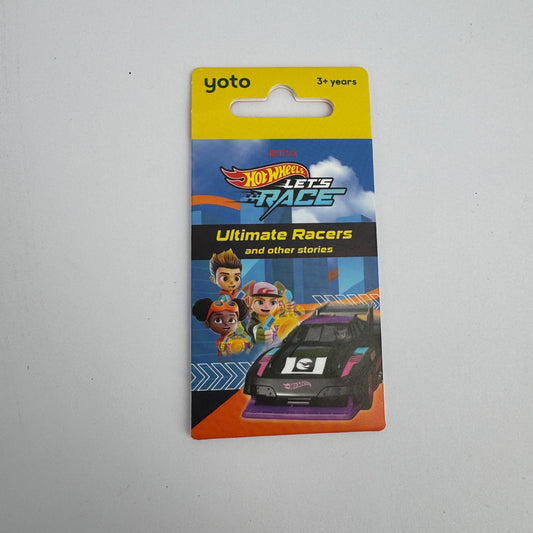 yoto
3+ years
NETFLIX
HOT WHEELS
LET'S
RACE
Ultimate Racers
and other stories